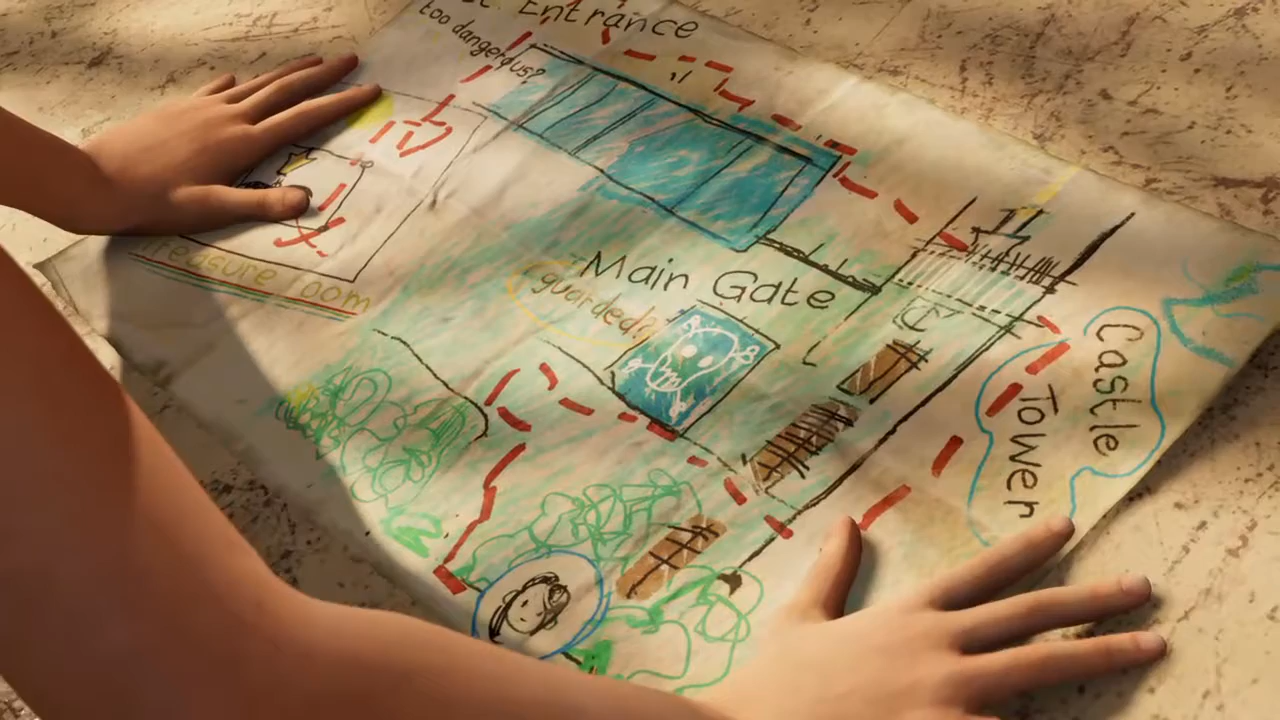 Entrance
too dangerous?
Treasure room
Main Gate
(guarded)
Castle
Tower